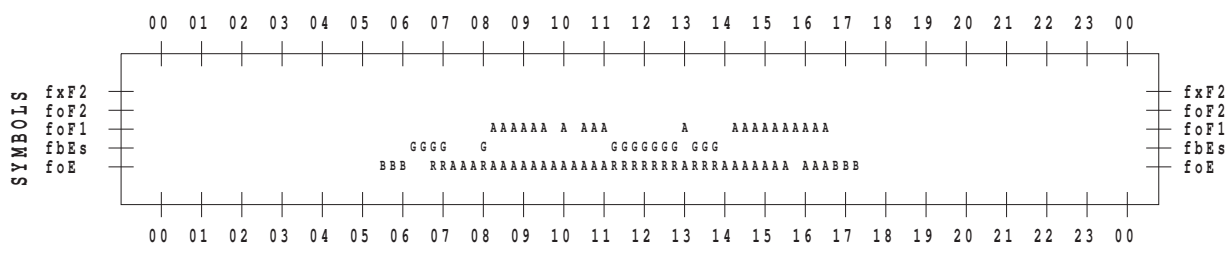 00 01 02 03 04 05 06 07 08 09 10 11 12 13 14 15 16 17 18 19 20 21 22 23 00
SYMBOLS
fxF2 fxF2
foF2 foF2
foF1 AAAAAA A AAA A AAAAAAAAAA foF1
fbEs GGGG G GGGGGGG GGG fbEs
foE BBB RRAAARAAAAAAAAAAAARRRRRRRARRRAAAAAAA AAABBB foE
00 01 02 03 04 05 06 07 08 09 10 11 12 13 14 15 16 17 18 19 20 21 22 23 00